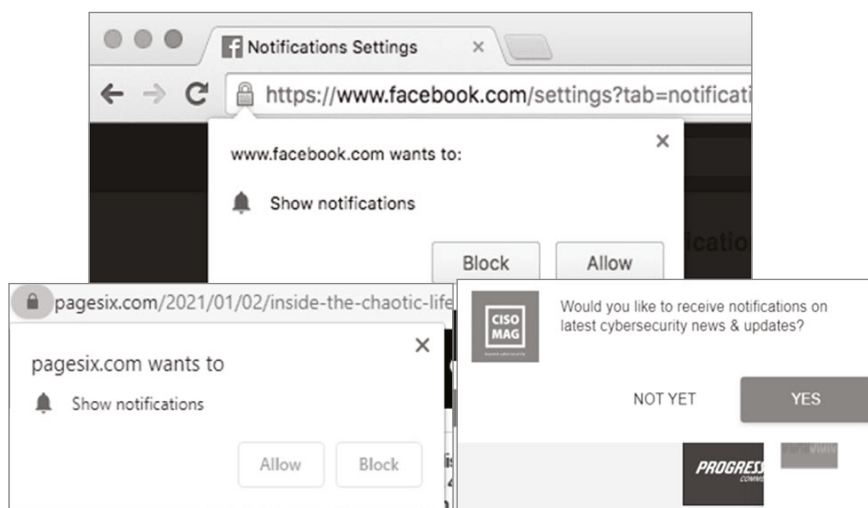 Notifications Settings
https://www.facebook.com/settings?tab=notificati
www.facebook.com wants to:
Show notifications
Block
Allow
pagesix.com/2021/01/02/inside-the-chaotic-life
pagesix.com wants to
Show notifications
Allow
Block
CISO
MAG
Would you like to receive notifications on
latest cybersecurity news & updates?
NOT YET
YES
PROGRESS